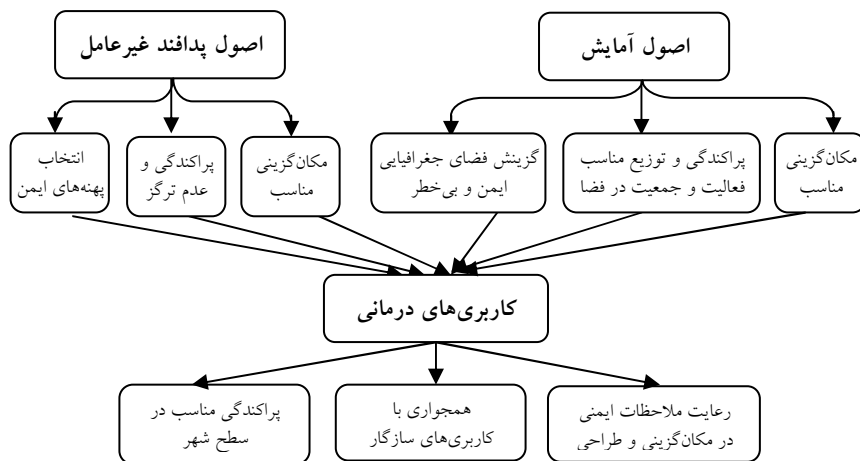 اصول آمایش
اصول پدافند غیرعامل
مکان‌گزینی
مناسب
پراکندگی و توزیع مناسب
فعالیت و جمعیت در فضا
گزینش فضای جغرافیایی
ایمن و بی‌خطر
مکان‌گزینی
مناسب
پراکندگی و
عدم ترگز
انتخاب
پهنه‌های ایمن
کاربری‌های درمانی
رعایت ملاحظات ایمنی
در مکان‌گزینی و طراحی
همجواری با
کاربری‌های سازگار
پراکندگی مناسب در
سطح شهر